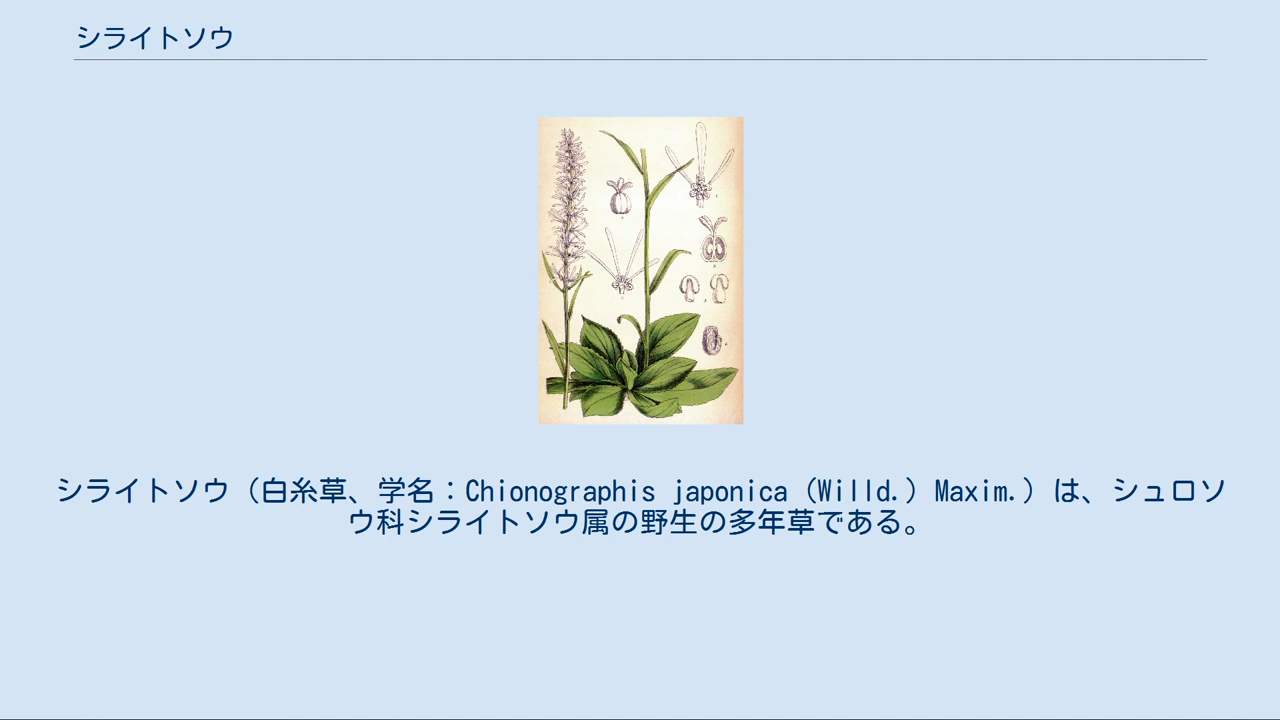 シライトソウ
シライトソウ（白糸草、学名：Chionographis japonica (Willd.) Maxim.）は、シュロソ
ウ科シライトソウ属の野生の多年草である。